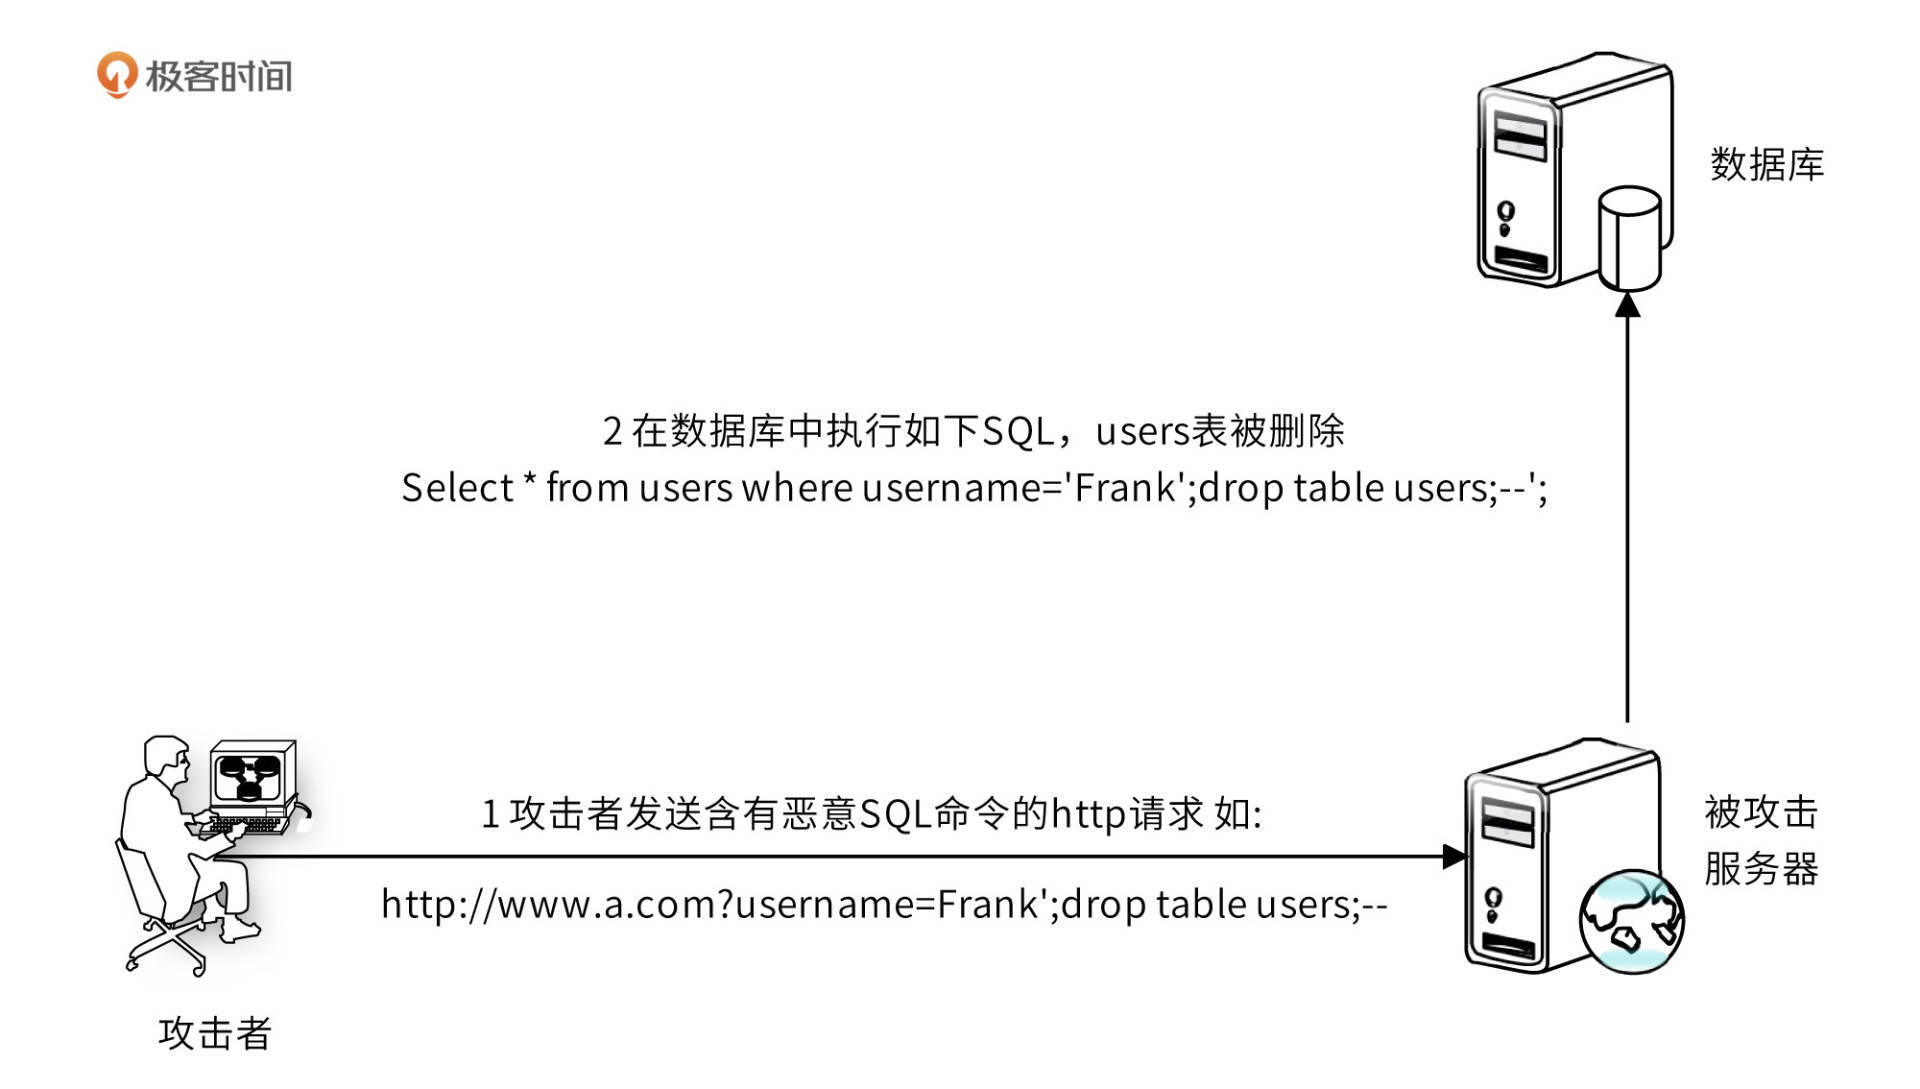 极客时间
数据库
2 在数据库中执行如下SQL，users表被删除
Select * from users where username='Frank';drop table users;--';
1 攻击者发送含有恶意SQL命令的http请求 如:
http://www.a.com?username=Frank';drop table users;--
被攻击
服务器
攻击者